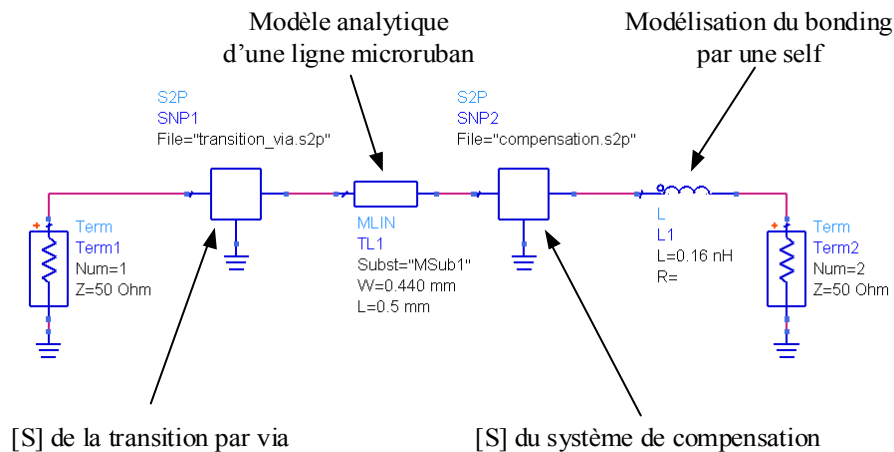 Modèle analytique
d'une ligne microruban
Modélisation du bonding
par une self
S2P
SNP1
File="transition_via.s2p"
S2P
SNP2
File="compensation.s2p"
+
Term
Term1
Num=1
Z=50 Ohm
MLIN
TL1
Subst="MSub1"
W=0.440 mm
L=0.5 mm
L
L1
L=0.16 nH
R=
+
Term
Term2
Num=2
Z=50 Ohm
[S] de la transition par via
[S] du système de compensation